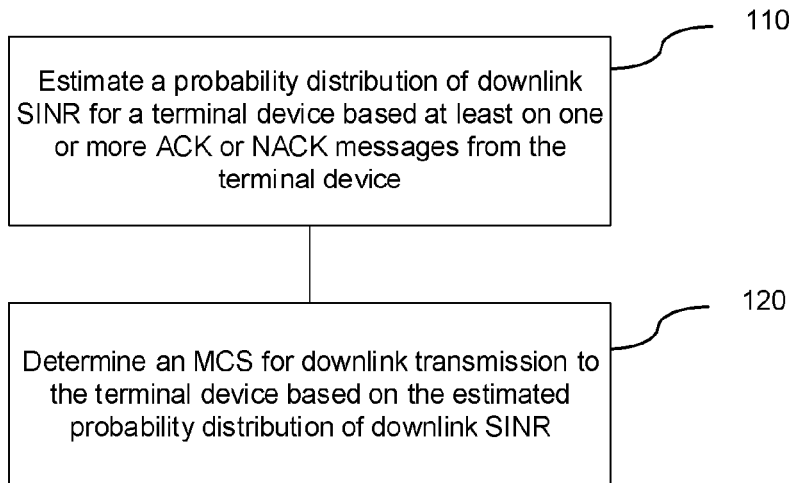 110
Estimate a probability distribution of downlink
SINR for a terminal device based at least on one
or more ACK or NACK messages from the
terminal device
120
Determine an MCS for downlink transmission to
the terminal device based on the estimated
probability distribution of downlink SINR